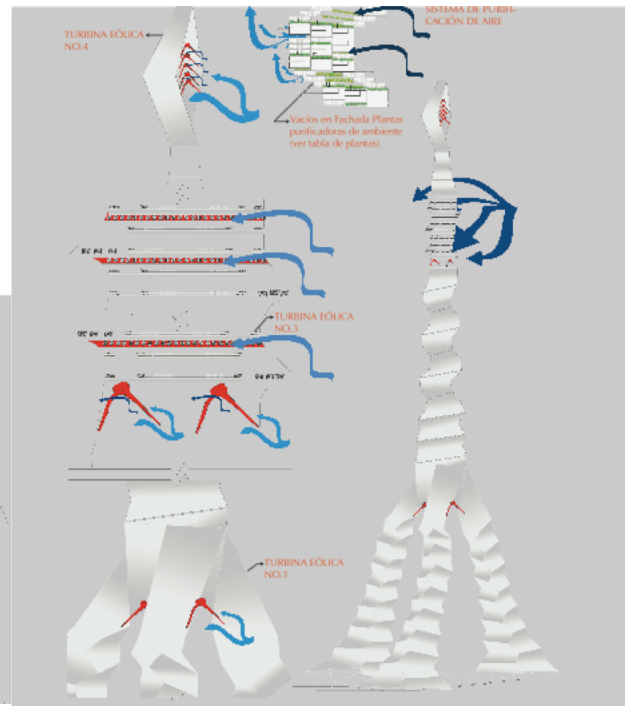 TURBINA EÓLICA
NO.4
SISTEMA DE PURIFI-
CACIÓN DE AIRE
Vacíos en Fachada Plantas
purificadoras de ambiente
(ver tabla de plantas).
TURBINA EÓLICA
NO.3
TURBINA EÓLICA
NO.1